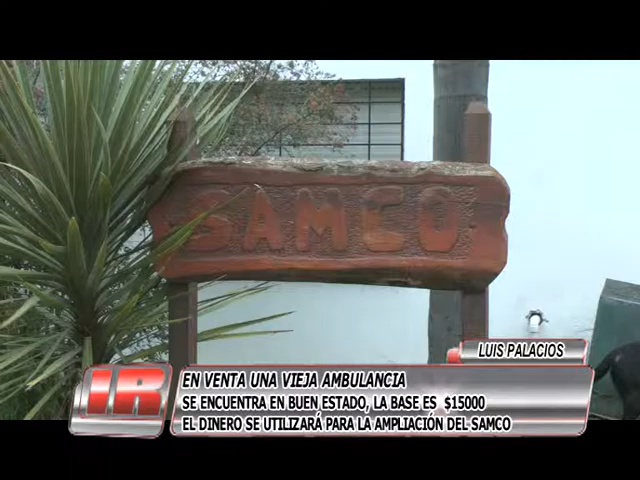 SAMCO
LUIS PALACIOS
IR
EN VENTA UNA VIEJA AMBULANCIA
SE ENCUENTRA EN BUEN ESTADO, LA BASE ES $15000
EL DINERO SE UTILIZARÁ PARA LA AMPLIACIÓN DEL SAMCO